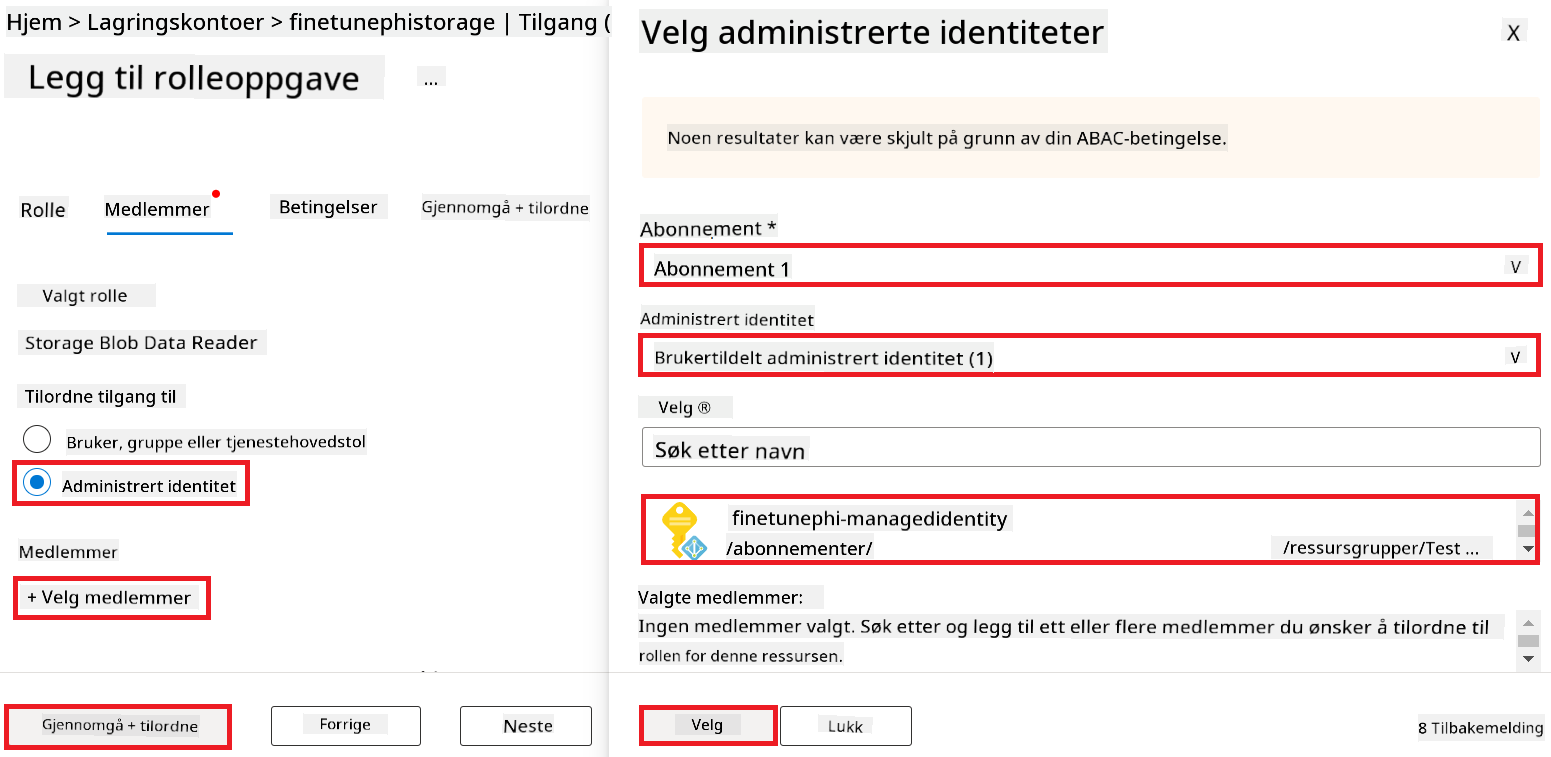 Hjem > Lagringskontoer > finetunephistorage | Tilgang (
Legg til rolleoppgave
...
Rolle
Medlemmer
Betingelser
Gjennomgå + tilordne
Valgt rolle
Storage Blob Data Reader
Tilordne tilgang til
Bruker, gruppe eller tjenestehovedstol
Administrert identitet
Medlemmer
+ Velg medlemmer
Gjennomgå + tilordne
Forrige
Neste
Velg administrerte identiteter
X
Noen resultater kan være skjult på grunn av din ABAC-betingelse.
Abonnement *
Abonnement 1
V
Administrert identitet
Brukertildelt administrert identitet (1)
V
Velg ®
Søk etter navn
finetunephi-managedidentity
/abonnementer/
/ressursgrupper/Test ...
Valgte medlemmer:
Ingen medlemmer valgt. Søk etter og legg til ett eller flere medlemmer du ønsker å tilordne til
rollen for denne ressursen.
Velg
Lukk
8 Tilbakemelding